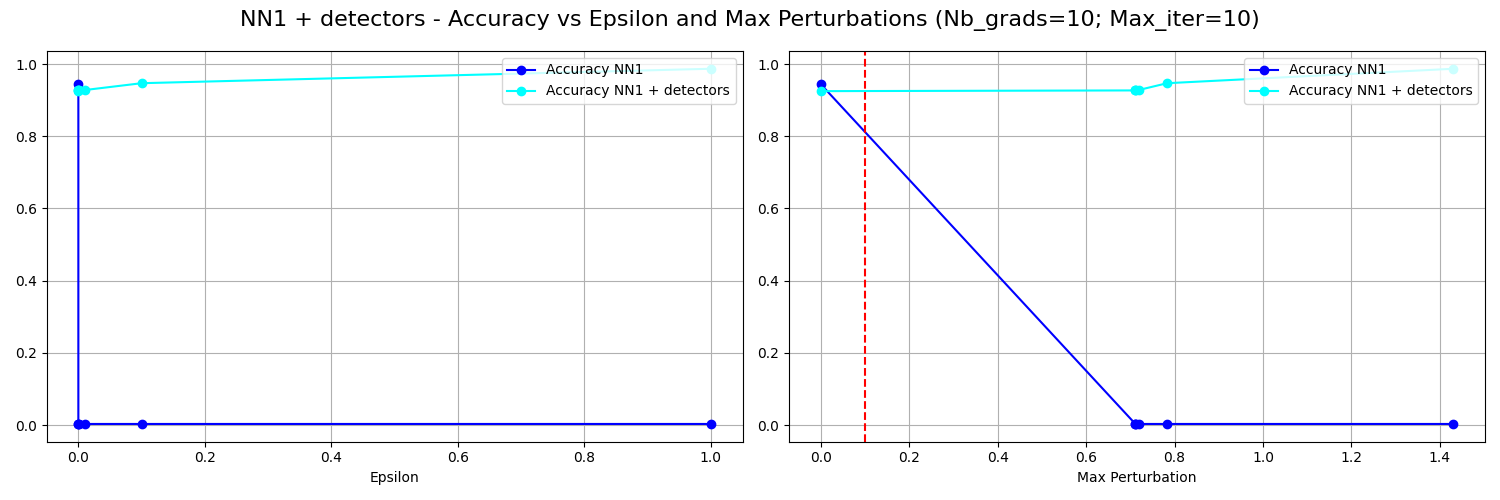 NN1 + detectors - Accuracy vs Epsilon and Max Perturbations (Nb_grads=10; Max_iter=10)
1.0
0.8
0.6
0.4
0.2
0.0
0.0 0.2 0.4 0.6 0.8 1.0
Epsilon
Accuracy NN1
Accuracy NN1 + detectors
1.0
0.8
0.6
0.4
0.2
0.0
0.0 0.2 0.4 0.6 0.8 1.0 1.2 1.4
Max Perturbation
Accuracy NN1
Accuracy NN1 + detectors